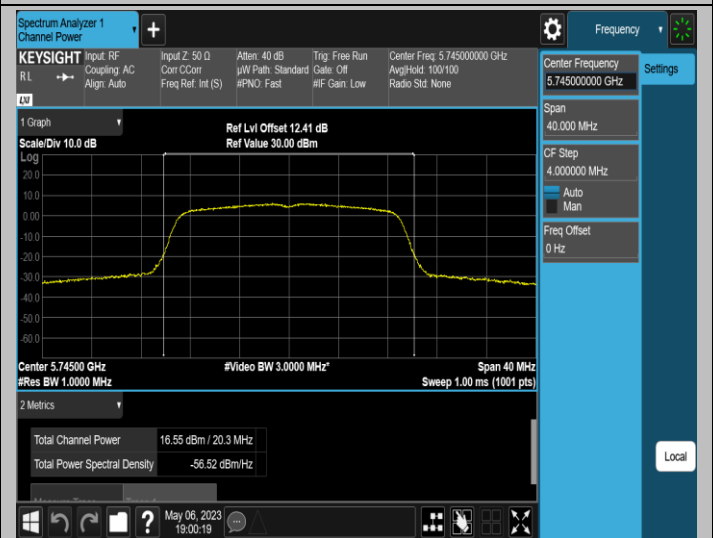 Spectrum Analyzer 1
Channel Power
Frequency
KEYSIGHT
RL
LXI
Input: RF
Coupling: AC
Align: Auto
Input Z: 50 Ω
Corr CCorr
Freq Ref: Int (S)
Atten: 40 dB
µW Path: Standard
#PNO: Fast
Trig: Free Run
Gate: Off
#IF Gain: Low
Center Freq: 5.745000000 GHz
Avg|Hold: 100/100
Radio Std: None
Center Frequency
5.745000000 GHz
Settings
Span
40.000 MHz
CF Step
4.000000 MHz
Auto
Man
Freq Offset
0 Hz
1 Graph
Scale/Div 10.0 dB
Ref Lvl Offset 12.41 dB
Ref Value 30.00 dBm
Log
20.0
10.0
0.00
-10.0
-20.0
-30.0
-40.0
-50.0
-60.0
Center 5.74500 GHz
#Video BW 3.0000 MHz*
Span 40 MHz
#Res BW 1.0000 MHz
Sweep 1.00 ms (1001 pts)
2 Metrics
Total Channel Power 16.55 dBm / 20.3 MHz
Total Power Spectral Density -56.52 dBm/Hz
Local
May 06, 2023
19:00:19